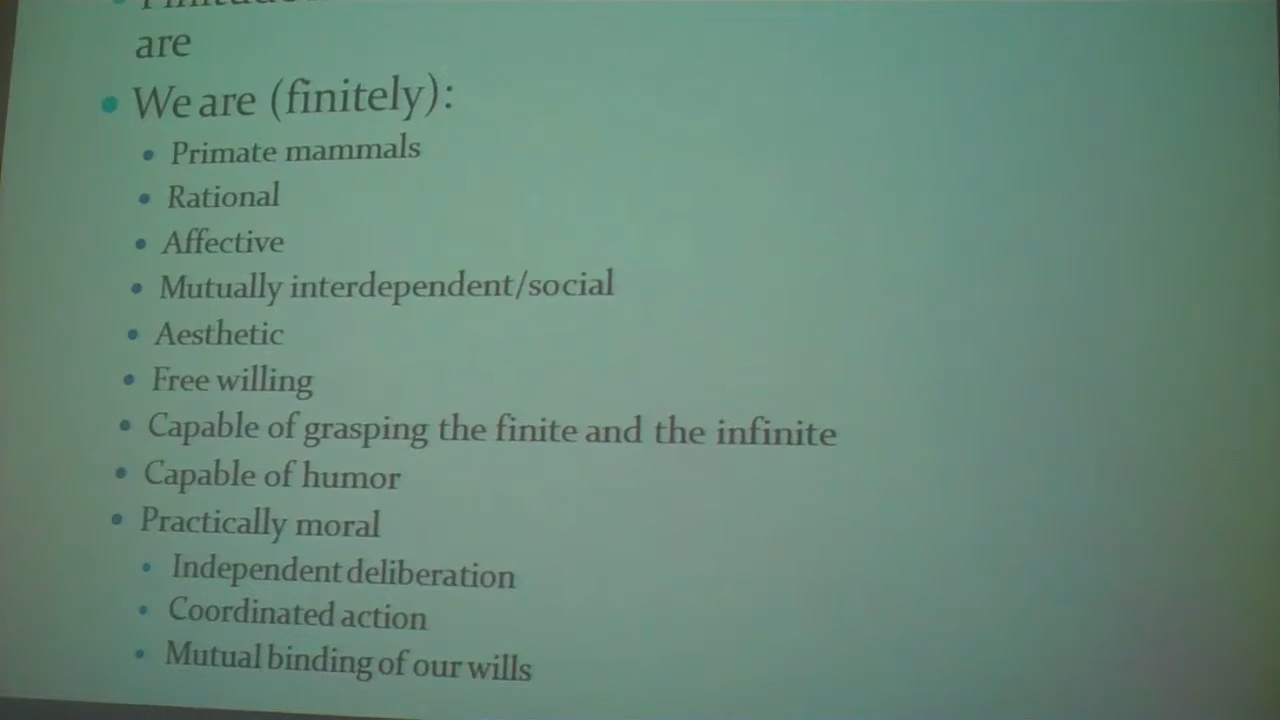 are
We are (finitely):
Primate mammals
Rational
Affective
Mutually interdependent/social
Aesthetic
Free willing
Capable of grasping the finite and the infinite
Capable of humor
Practically moral
Independent deliberation
Coordinated action
Mutual binding of our wills